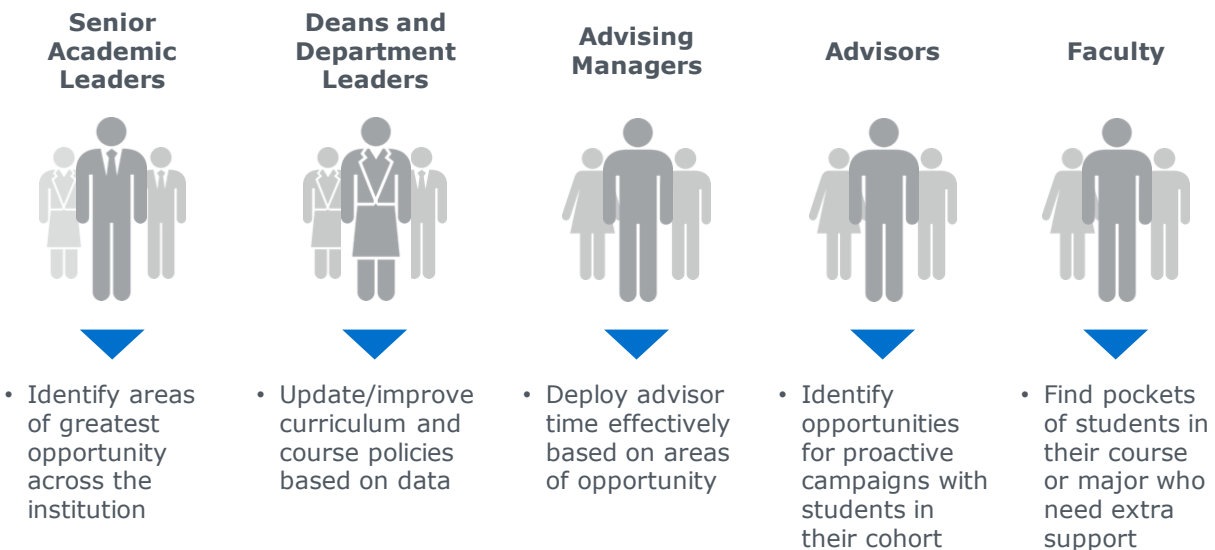 Senior
Academic
Leaders
Deans and
Department
Leaders
Advising
Managers
Advisors
Faculty
• Identify areas
of greatest
opportunity
across the
institution
• Update/improve
curriculum and
course policies
based on data
• Deploy advisor
time effectively
based on areas
of opportunity
• Identify
opportunities
for proactive
campaigns with
students in
their cohort
• Find pockets
of students in
their course
or major who
need extra
support